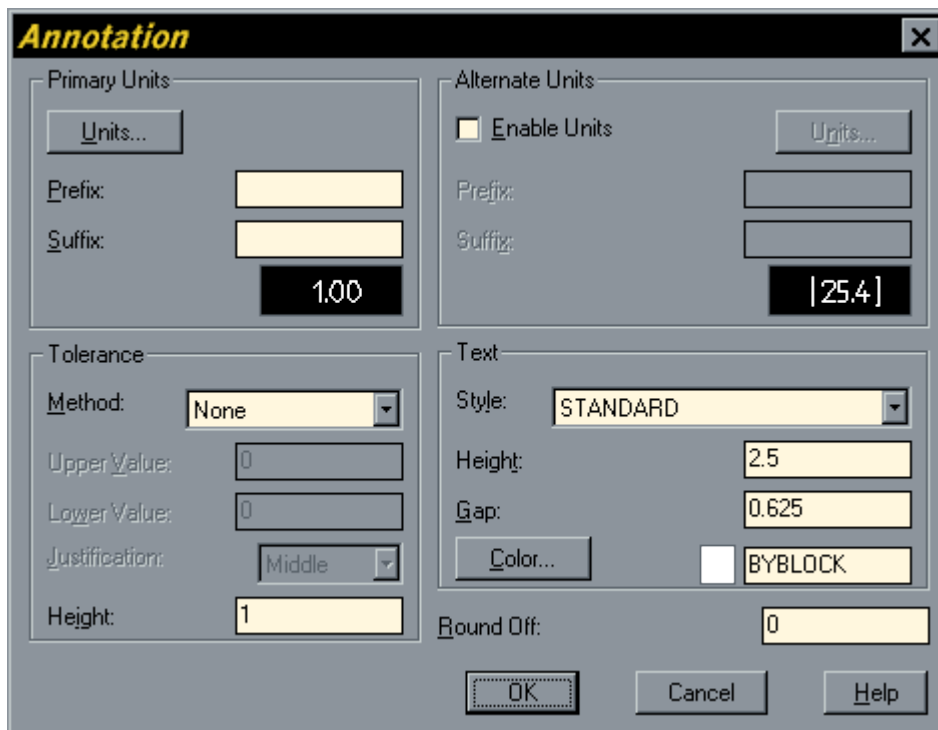 Annotation
Primary Units
Units...
Prefix:
Suffix:
1.00
Alternate Units
Enable Units
Units...
Prefix:
Suffix:
[25.4]
Tolerance
Method: None
Upper Value: 0
Lower Value: 0
Justification: Middle
Height: 1
Text
Style: STANDARD
Height: 2.5
Gap: 0.625
Color... BYBLOCK
Round Off: 0
OK Cancel Help